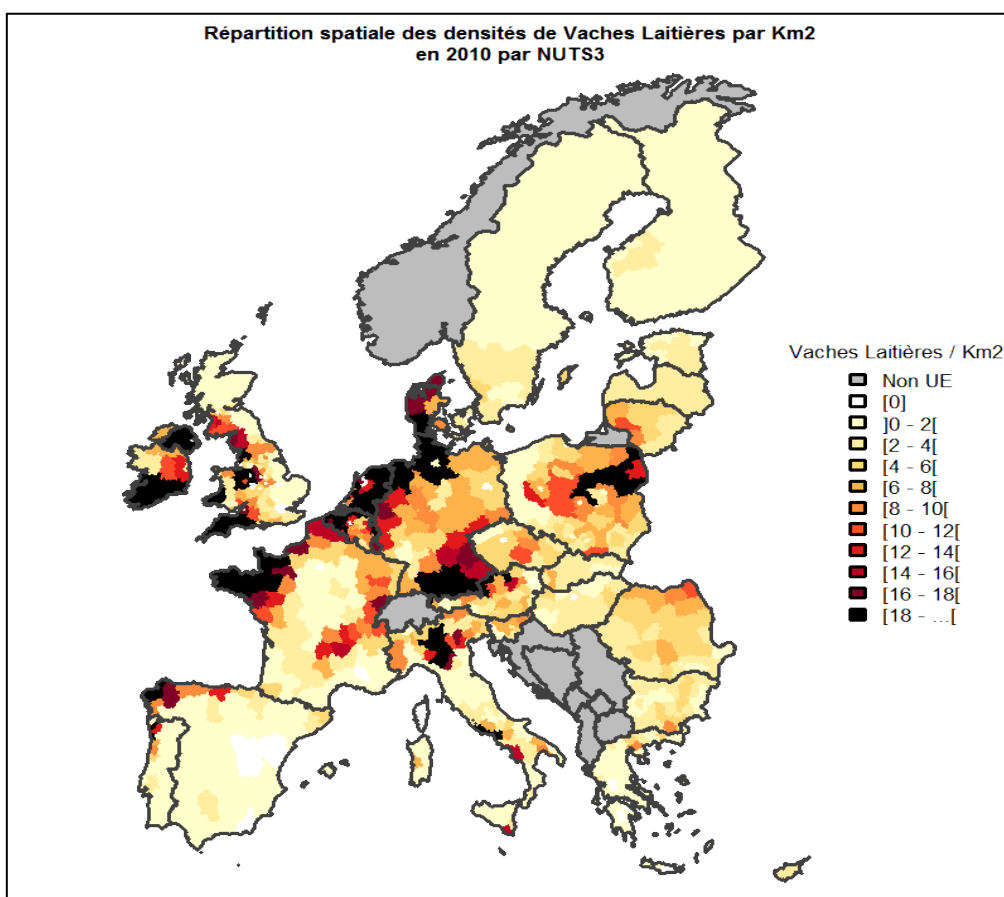 Répartition spatiale des densités de Vaches Laitières par Km2
en 2010 par NUTS3
Vaches Laitières / Km2
Non UE
[0]
]0 - 2[
[2 - 4[
[4 - 6[
[6 - 8[
[8 - 10[
[10 - 12[
[12 - 14[
[14 - 16[
[16 - 18[
[18 - ...[